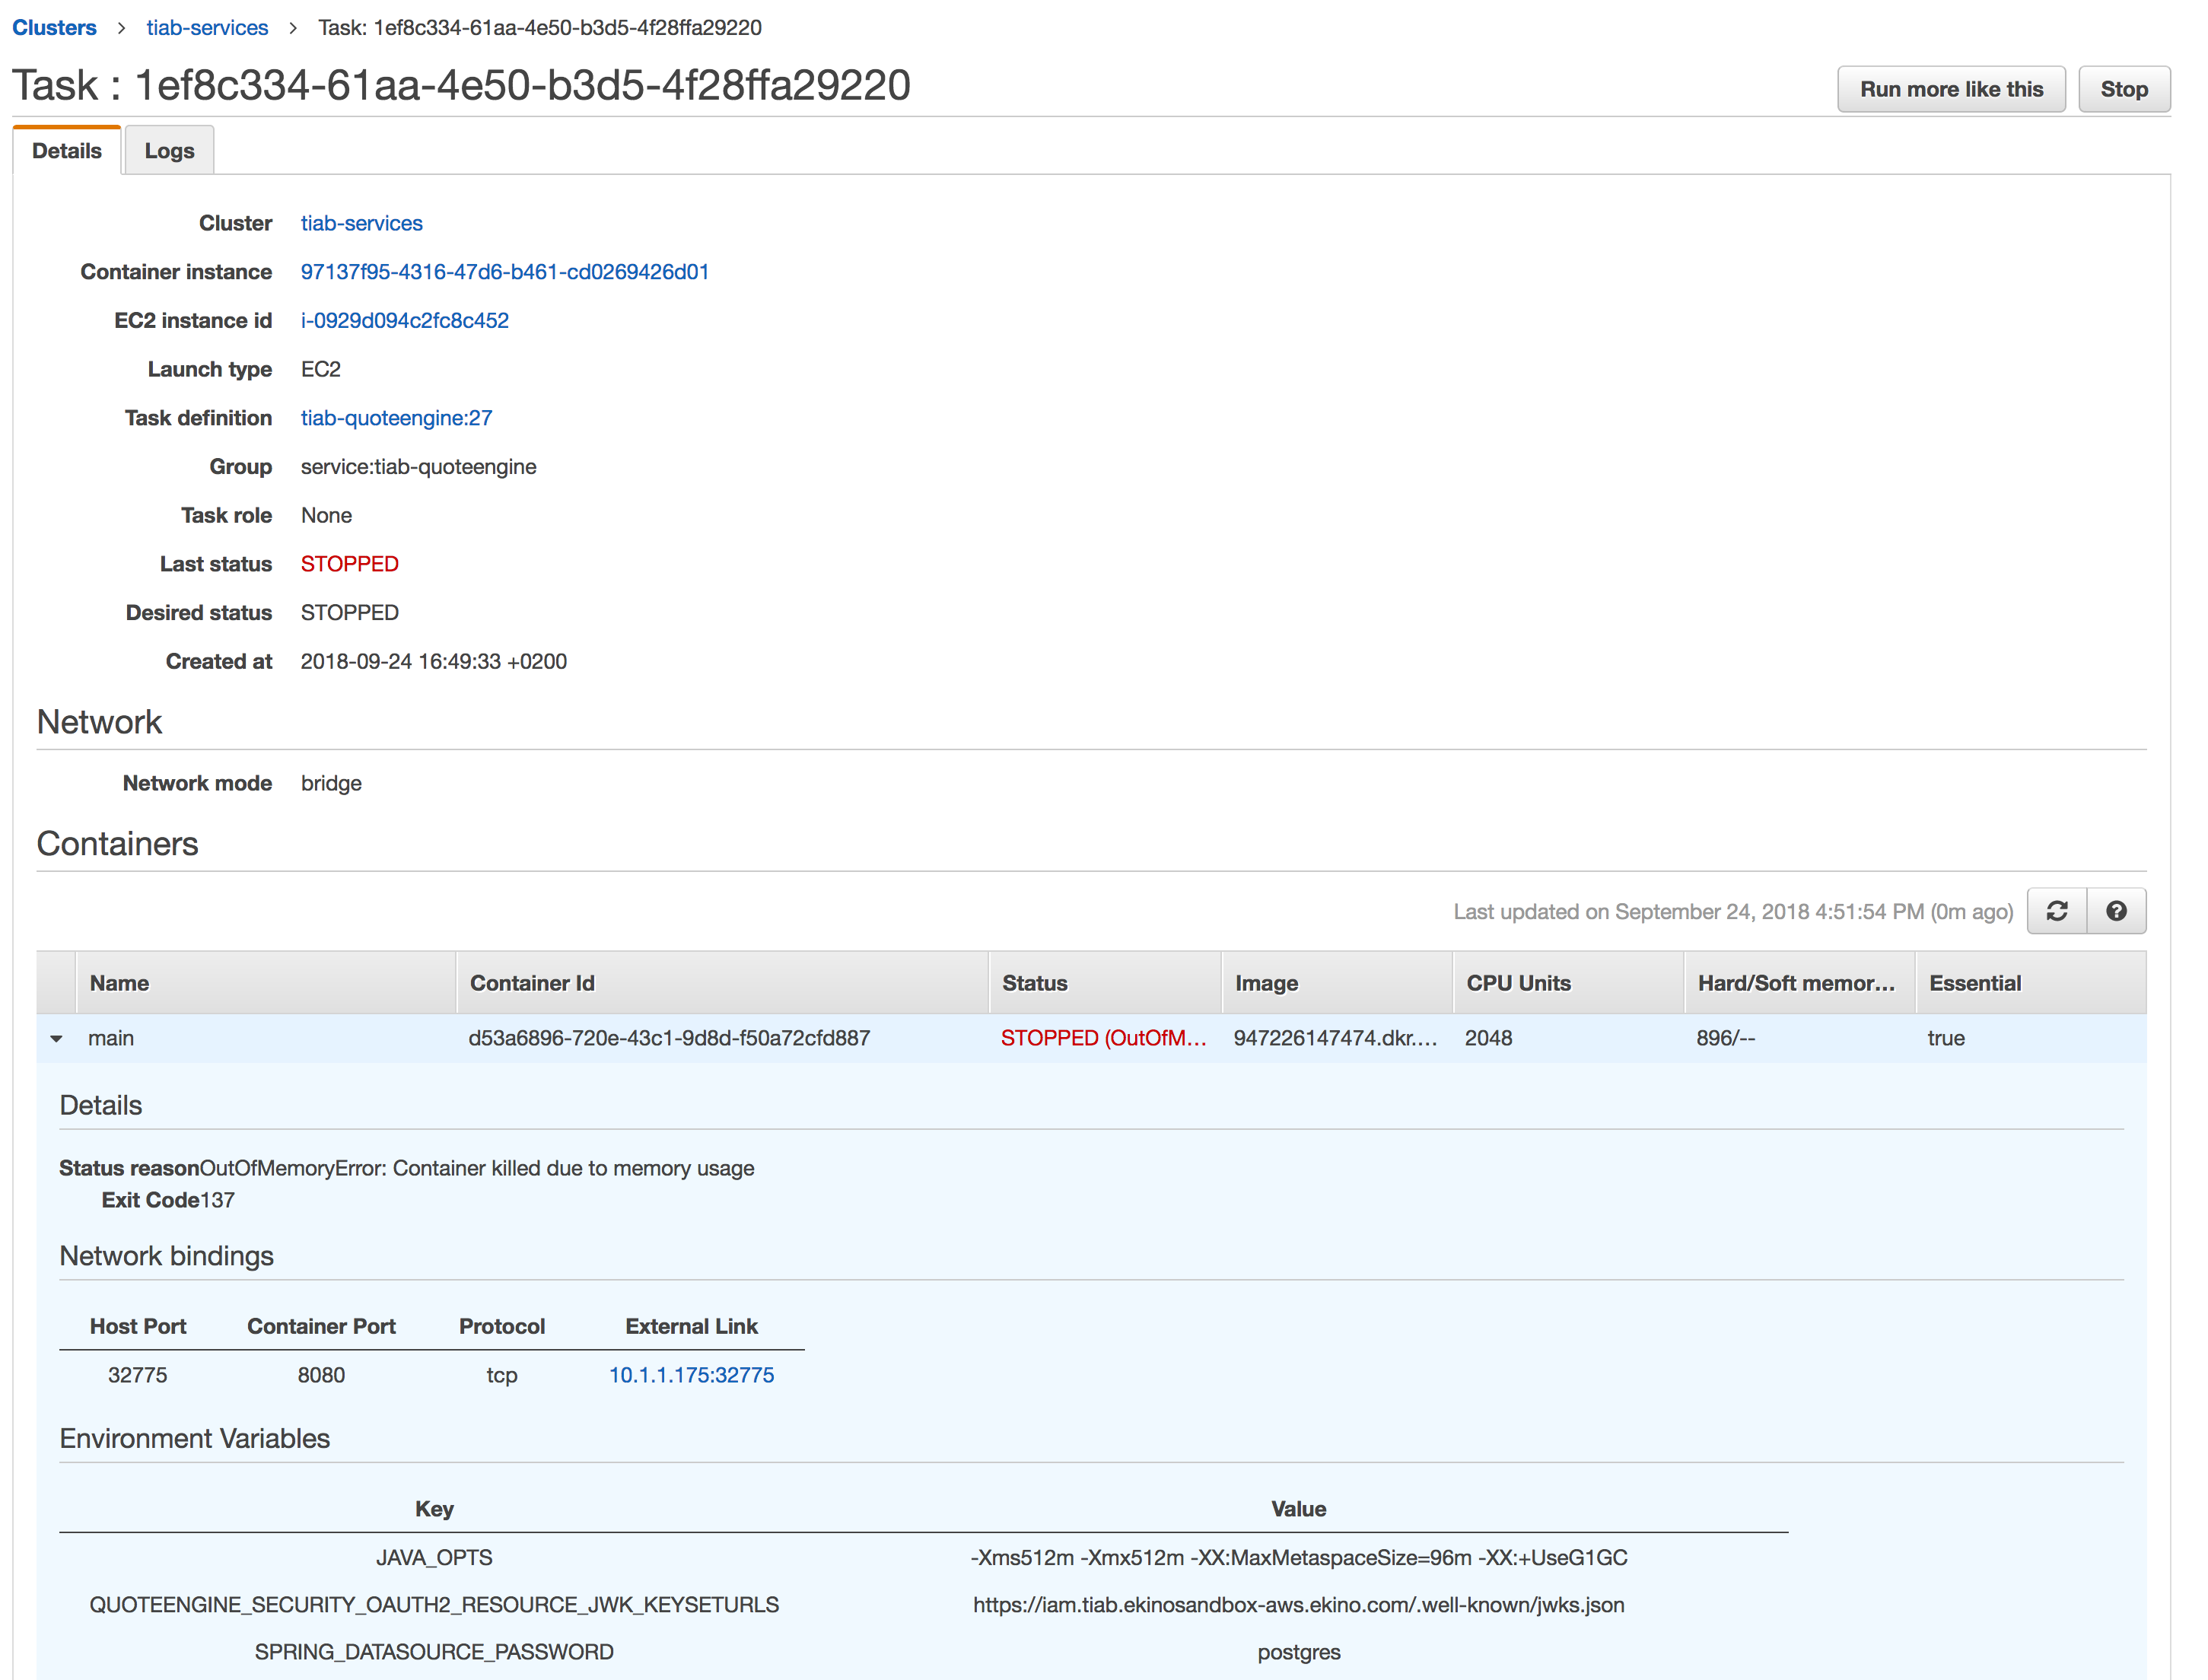 Clusters > tiab-services > Task: 1ef8c334-61aa-4e50-b3d5-4f28ffa29220
Task : 1ef8c334-61aa-4e50-b3d5-4f28ffa29220
Run more like this Stop
Details Logs
Cluster tiab-services
Container instance 97137f95-4316-47d6-b461-cd0269426d01
EC2 instance id i-0929d094c2fc8c452
Launch type EC2
Task definition tiab-quoteengine:27
Group service:tiab-quoteengine
Task role None
Last status STOPPED
Desired status STOPPED
Created at 2018-09-24 16:49:33 +0200
Network
Network mode bridge
Containers
Last updated on September 24, 2018 4:51:54 PM (0m ago)
Name Container Id Status Image CPU Units Hard/Soft memor... Essential
main d53a6896-720e-43c1-9d8d-f50a72cfd887 STOPPED (OutOfM... 947226147474.dkr.... 2048 896/-- true
Details
Status reasonOutOfMemoryError: Container killed due to memory usage
Exit Code137
Network bindings
Host Port Container Port Protocol External Link
32775 8080 tcp 10.1.1.175:32775
Environment Variables
Key Value
JAVA_OPTS -Xms512m -Xmx512m -XX:MaxMetaspaceSize=96m -XX:+UseG1GC
QUOTEENGINE_SECURITY_OAUTH2_RESOURCE_JWK_KEYSETURLS https://iam.tiab.ekinosandbox-aws.ekino.com/.well-known/jwks.json
SPRING_DATASOURCE_PASSWORD postgres